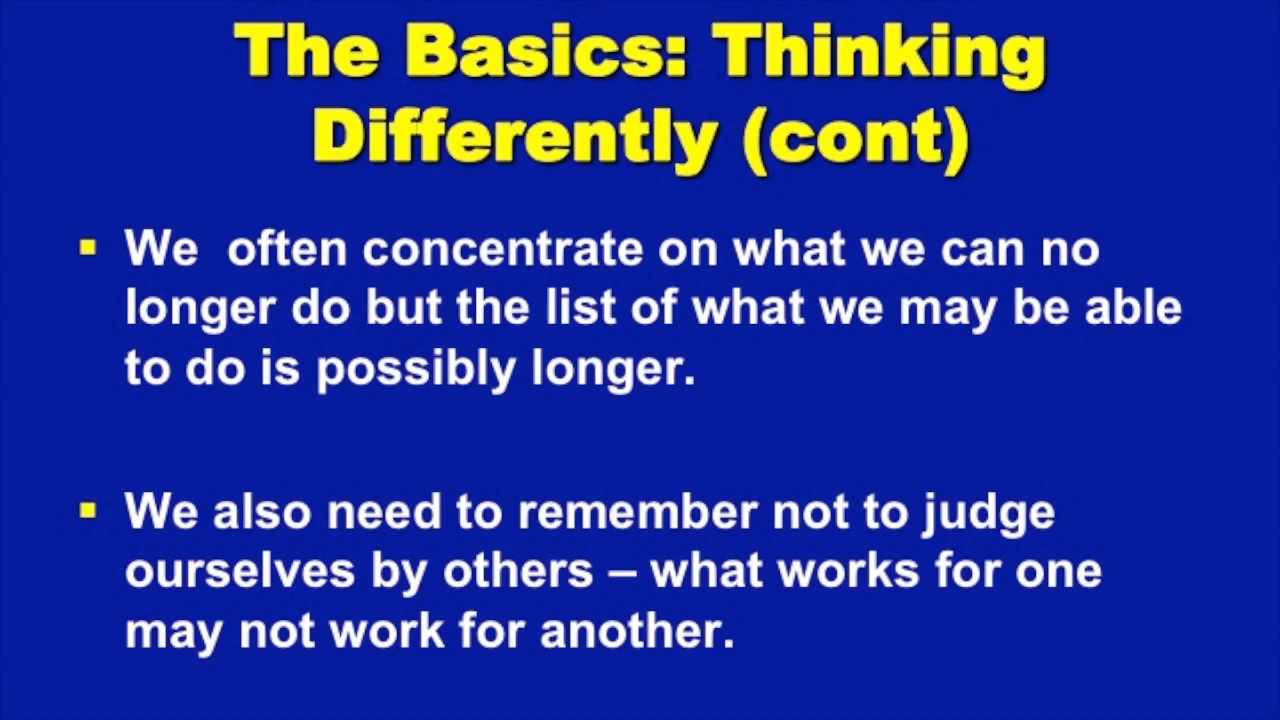 The Basics: Thinking
Differently (cont)
We  often concentrate on what we can no
longer do but the list of what we may be able
to do is possibly longer.
We also need to remember not to judge
ourselves by others – what works for one
may not work for another.